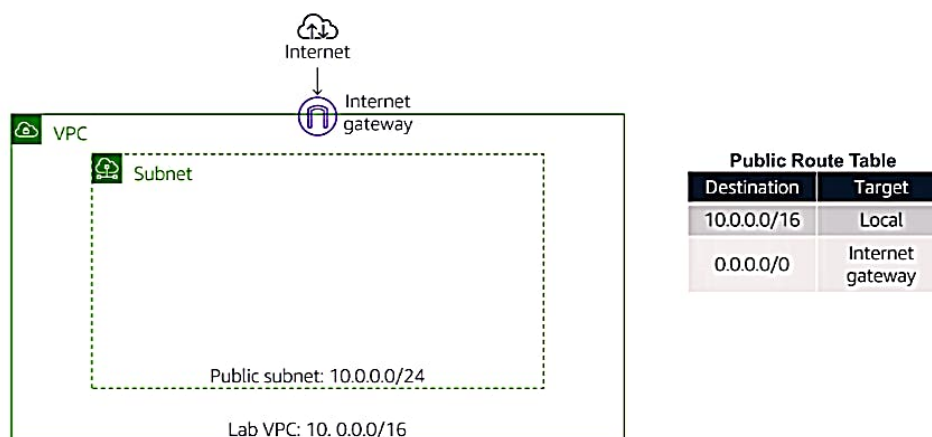 Internet
Internet
gateway
VPC
Subnet
Public subnet: 10.0.0.0/24
Lab VPC: 10. 0.0.0/16
Public Route Table
Destination Target
10.0.0.0/16 Local
0.0.0.0/0 Internet
gateway